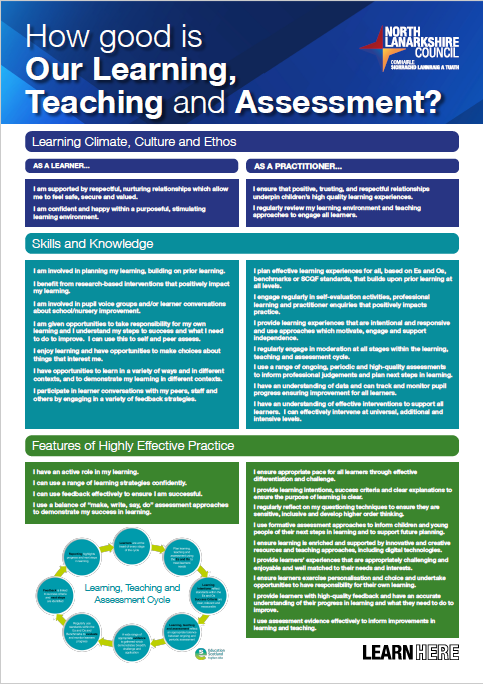 How good is
Our Learning,
Teaching and Assessment?
NORTH
LANARKSHIRE
COUNCIL
COMHAIRLE
SIORRACHD LANNRAIG A TUATH
Learning Climate, Culture and Ethos
AS A LEARNER...
AS A PRACTITIONER...
I am supported by respectful, nurturing relationships which allow
me to feel safe, secure and valued.
I am confident and happy within a purposeful, stimulating
learning environment.
I ensure that positive, trusting, and respectful relationships
underpin children's high quality learning experiences.
I regularly review my learning environment and teaching
approaches to engage all learners.
Skills and Knowledge
I am involved in planning my learning, building on prior learning.
I benefit from research-based interventions that positively impact
my learning.
I am involved in pupil voice groups and/or learner conversations
about school/nursery improvement.
I am given opportunities to take responsibility for my own
learning and I understand my steps to success and what I need
to do to improve. I can use this to self and peer assess.
I enjoy learning and have opportunities to make choices about
things that interest me.
I have opportunities to learn in a variety of ways and in different
contexts, and to demonstrate my learning in different contexts.
I participate in learner conversations with my peers, staff and
others by engaging in a variety of feedback strategies.
I plan effective learning experiences for all, based on Es and Os,
benchmarks or SCQF standards, that builds upon prior learning at
all levels.
I engage regularly in self-evaluation activities, professional
learning and practitioner enquiries that positively impacts
practice.
I provide learning experiences that are intentional and responsive
and use approaches which motivate, engage and support
independence.
I regularly engage in moderation at all stages within the learning,
teaching and assessment cycle.
I use a range of ongoing, periodic and high-quality assessments
to inform professional judgements and plan next steps in learning.
I have an understanding of data and can track and monitor pupil
progress ensuring improvement for all learners.
I have an understanding of effective interventions to support all
learners. I can effectively intervene at universal, additional and
intensive levels.
Features of Highly Effective Practice
I have an active role in my learning.
I can use a range of learning strategies confidently.
I can use feedback effectively to ensure I am successful.
I use a balance of "make, write, say, do" assessment approaches
to demonstrate my success in learning.
I ensure appropriate pace for all learners through effective
differentiation and challenge.
I provide learning intentions, success criteria and clear explanations to
ensure the purpose of learning is clear.
I regularly reflect on my questioning techniques to ensure they are
sensitive, inclusive and develop higher order thinking.
I use formative assessment approaches to inform children and young
people of their next steps in learning and to support future planning.
I ensure learning is enriched and supported by innovative and creative
resources and teaching approaches, including digital technologies.
I provide learners' experiences that are appropriately challenging and
enjoyable and well matched to their needs and interests.
I ensure learners exercise personalisation and choice and undertake
opportunities to have responsibility for their own learning.
I provide learners with high-quality feedback and have an accurate
understanding of their progress in learning and what they need to do to
improve.
I use assessment evidence effectively to inform improvements in
learning and teaching.
Learning, Teaching and
Assessment Cycle
Education
Scotland
LEARN HERE